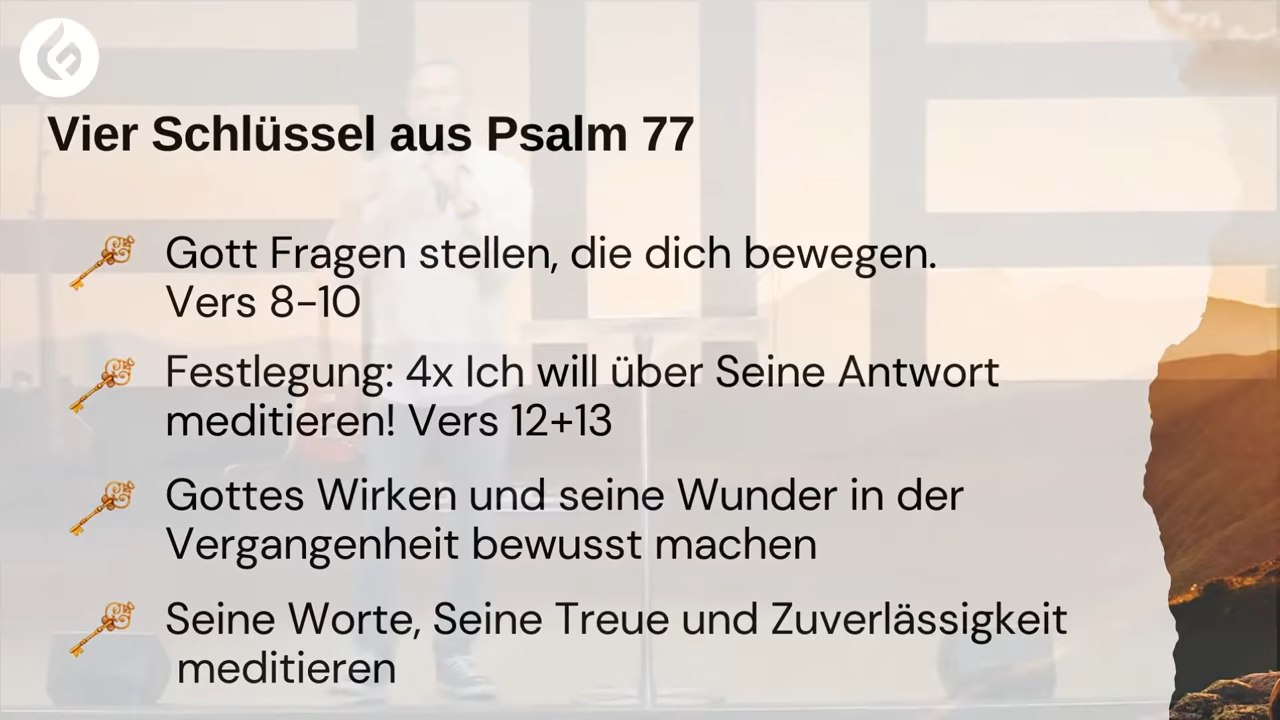 Vier Schlüssel aus Psalm 77
Gott Fragen stellen, die dich bewegen.
Vers 8-10
Festlegung: 4x Ich will über Seine Antwort
meditieren! Vers 12+13
Gottes Wirken und seine Wunder in der
Vergangenheit bewusst machen
Seine Worte, Seine Treue und Zuverlässigkeit
meditieren